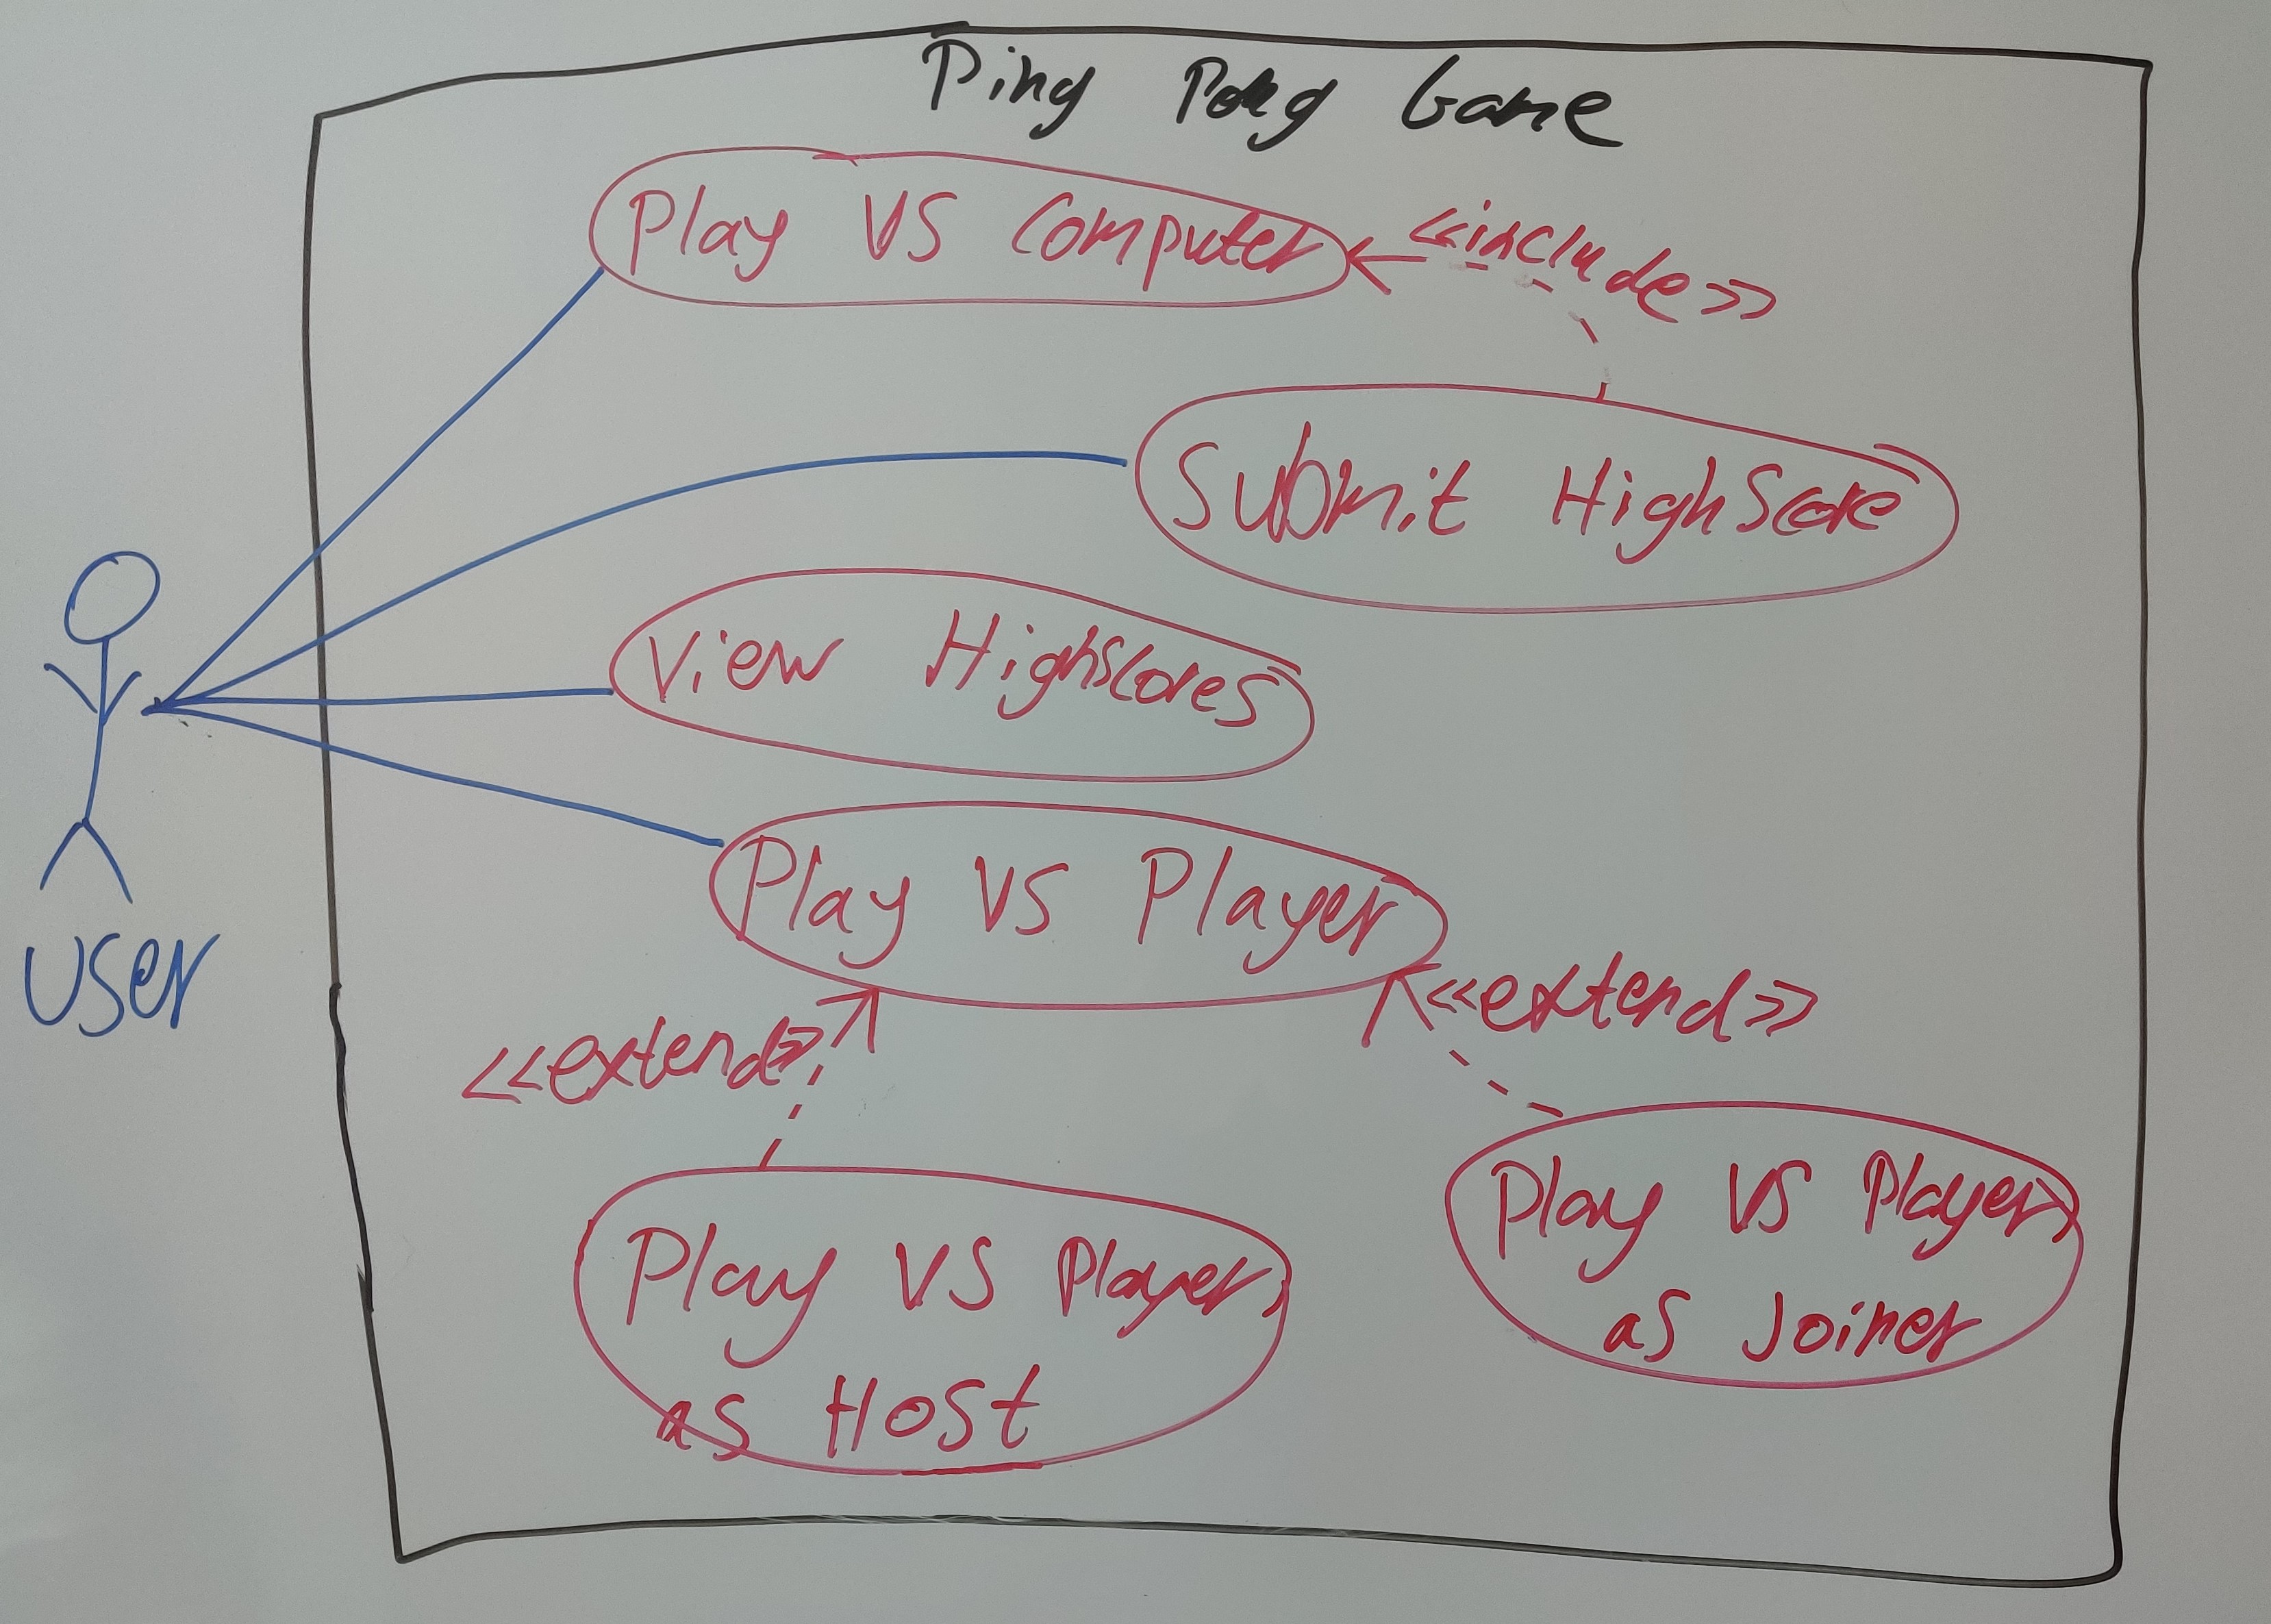 Ping Pong Game
Play VS Computer
<<include>>
Submit HighScore
View Highscores
Play VS Player
<<extend>>
<<extend>>
User
Play VS Player,
as Joiner
Play VS Player,
as Host